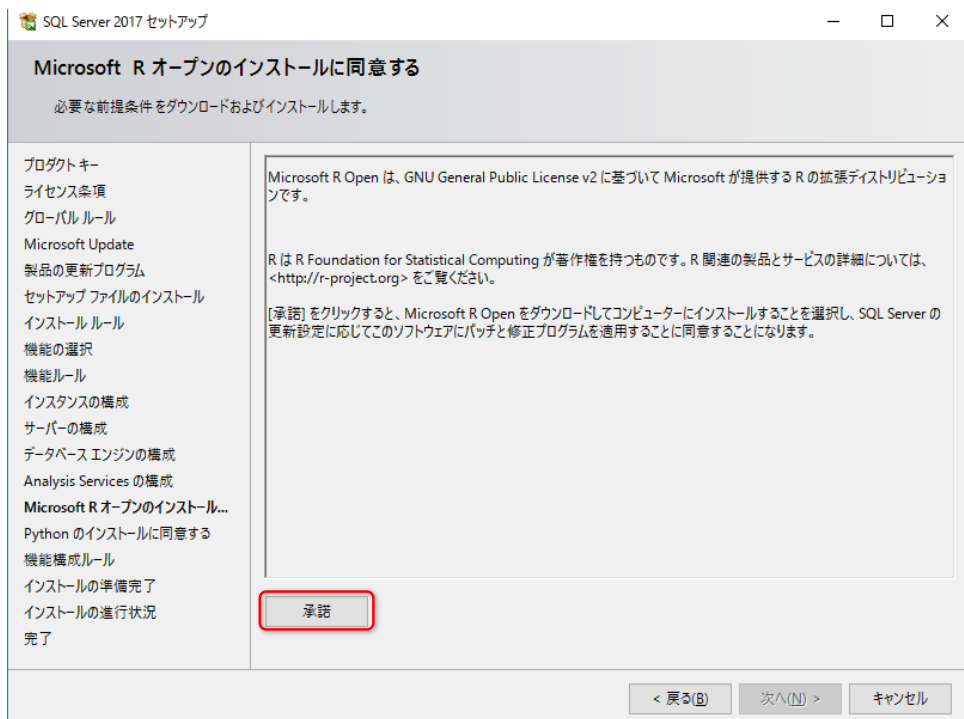 SQL Server 2017 セットアップ
Microsoft R オープンのインストールに同意する
必要な前提条件をダウンロードおよびインストールします。
プロダクト キー
ライセンス条項
グローバル ルール
Microsoft Update
製品の更新プログラム
セットアップ ファイルのインストール
インストール ルール
機能の選択
機能ルール
インスタンスの構成
サーバーの構成
データベース エンジンの構成
Analysis Services の構成
Microsoft R オープンのインストール...
Python のインストールに同意する
機能構成ルール
インストールの準備完了
インストールの進行状況
完了
Microsoft R Open は、GNU General Public License v2 に基づいて Microsoft が提供する R の拡張ディストリビューショ
ンです。
R は R Foundation for Statistical Computing が著作権を持つものです。R 関連の製品とサービスの詳細については、
<http://r-project.org> をご覧ください。
[承諾] をクリックすると、Microsoft R Open をダウンロードしてコンピューターにインストールすることを選択し、SQL Server の
更新設定に応じてこのソフトウェアにパッチと修正プログラムを適用することに同意することになります。
承諾
< 戻る(B)
次へ(N) >
キャンセル